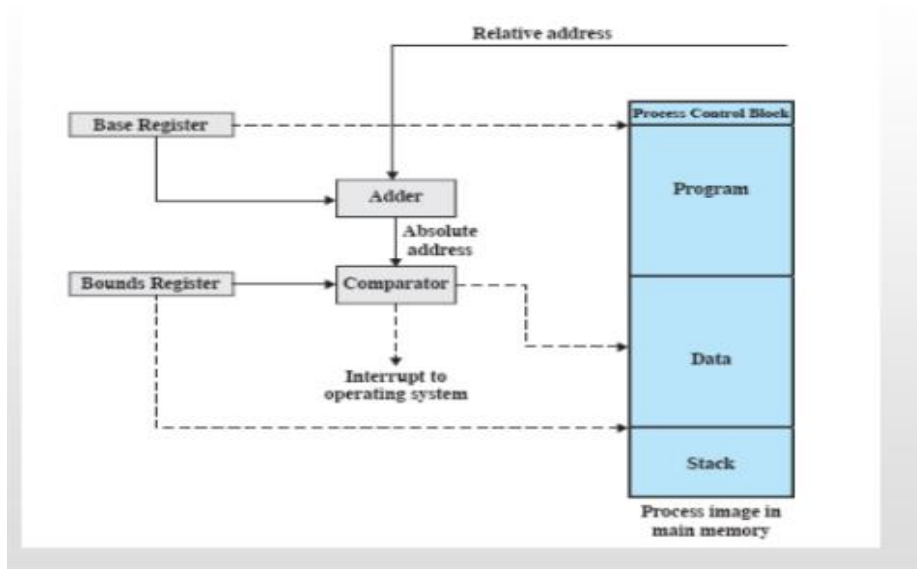 Relative address
Process Control Block
Base Register
Program
Adder
Absolute
address
Bounds Register
Comparator
Data
Interrupt to
operating system
Stack
Process image in
main memory